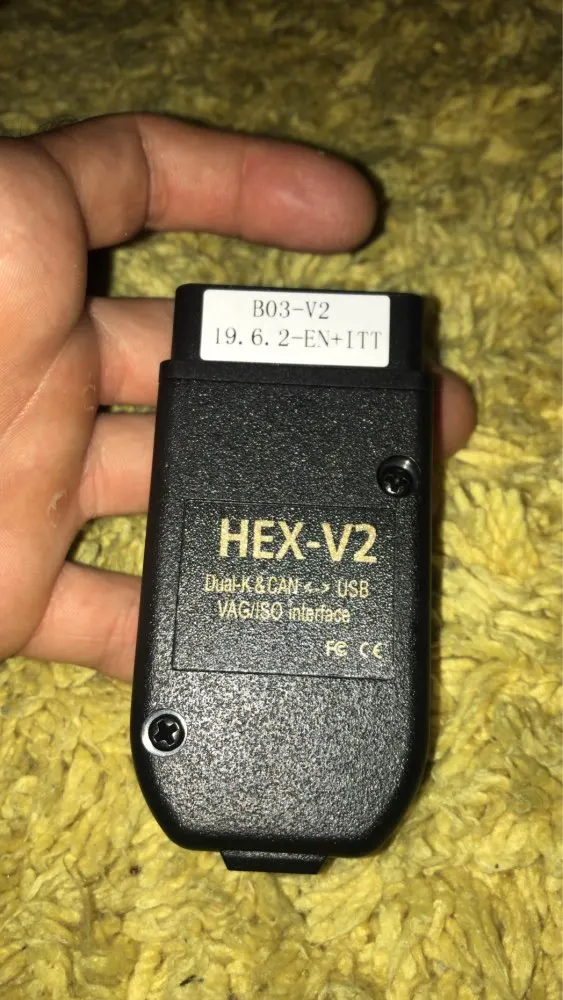 B03-V2
19.6.2-EN+ITT
HEX-V2
Dual-K & CAN <-> USB
VAG/ISO interface
FC CE